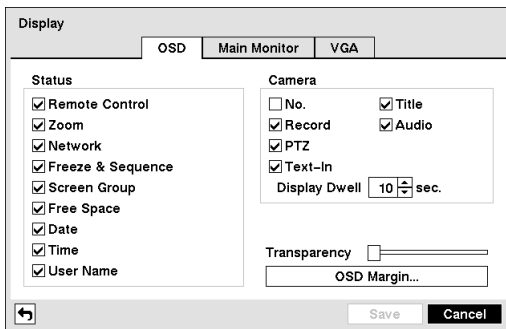 Display
OSD Main Monitor VGA
Status
Remote Control
Zoom
Network
Freeze & Sequence
Screen Group
Free Space
Date
Time
User Name
Camera
No. Title
Record Audio
PTZ
Text-In
Display Dwell 10 sec.
Transparency
OSD Margin...
Save Cancel